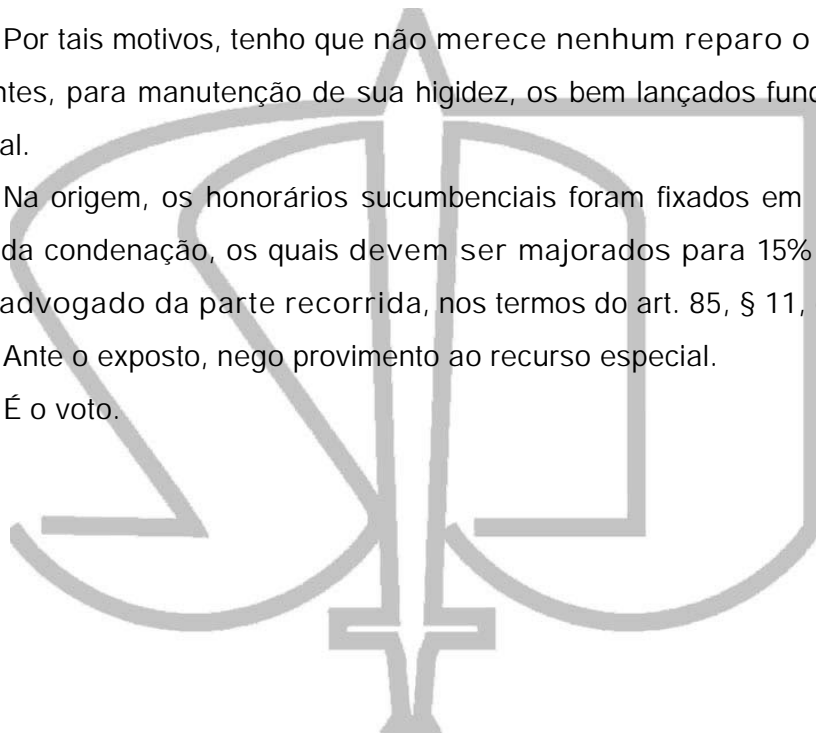 Por tais motivos, tenho que não merece nenhum reparo o
ntes, para manutenção de sua higidez, os bem lançados fund
al.
Na origem, os honorários sucumbenciais foram fixados em
da condenação, os quais devem ser majorados para 15%
advogado da parte recorrida, nos termos do art. 85, § 11,
Ante o exposto, nego provimento ao recurso especial.
É o voto.